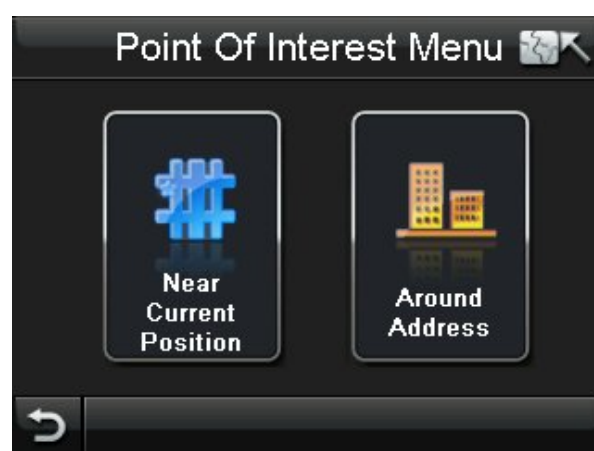 Point Of Interest Menu
Near
Current
Position
Around
Address